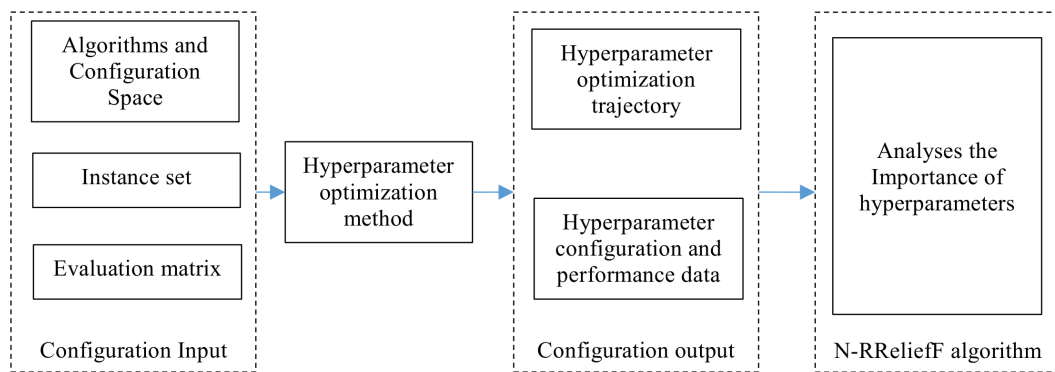 Algorithms and
Configuration
Space
Instance set
Evaluation matrix
Configuration Input
Hyperparameter
optimization
method
Hyperparameter
optimization
trajectory
Hyperparameter
configuration and
performance data
Configuration output
Analyses the
Importance of
hyperparameters
N-RReliefF algorithm